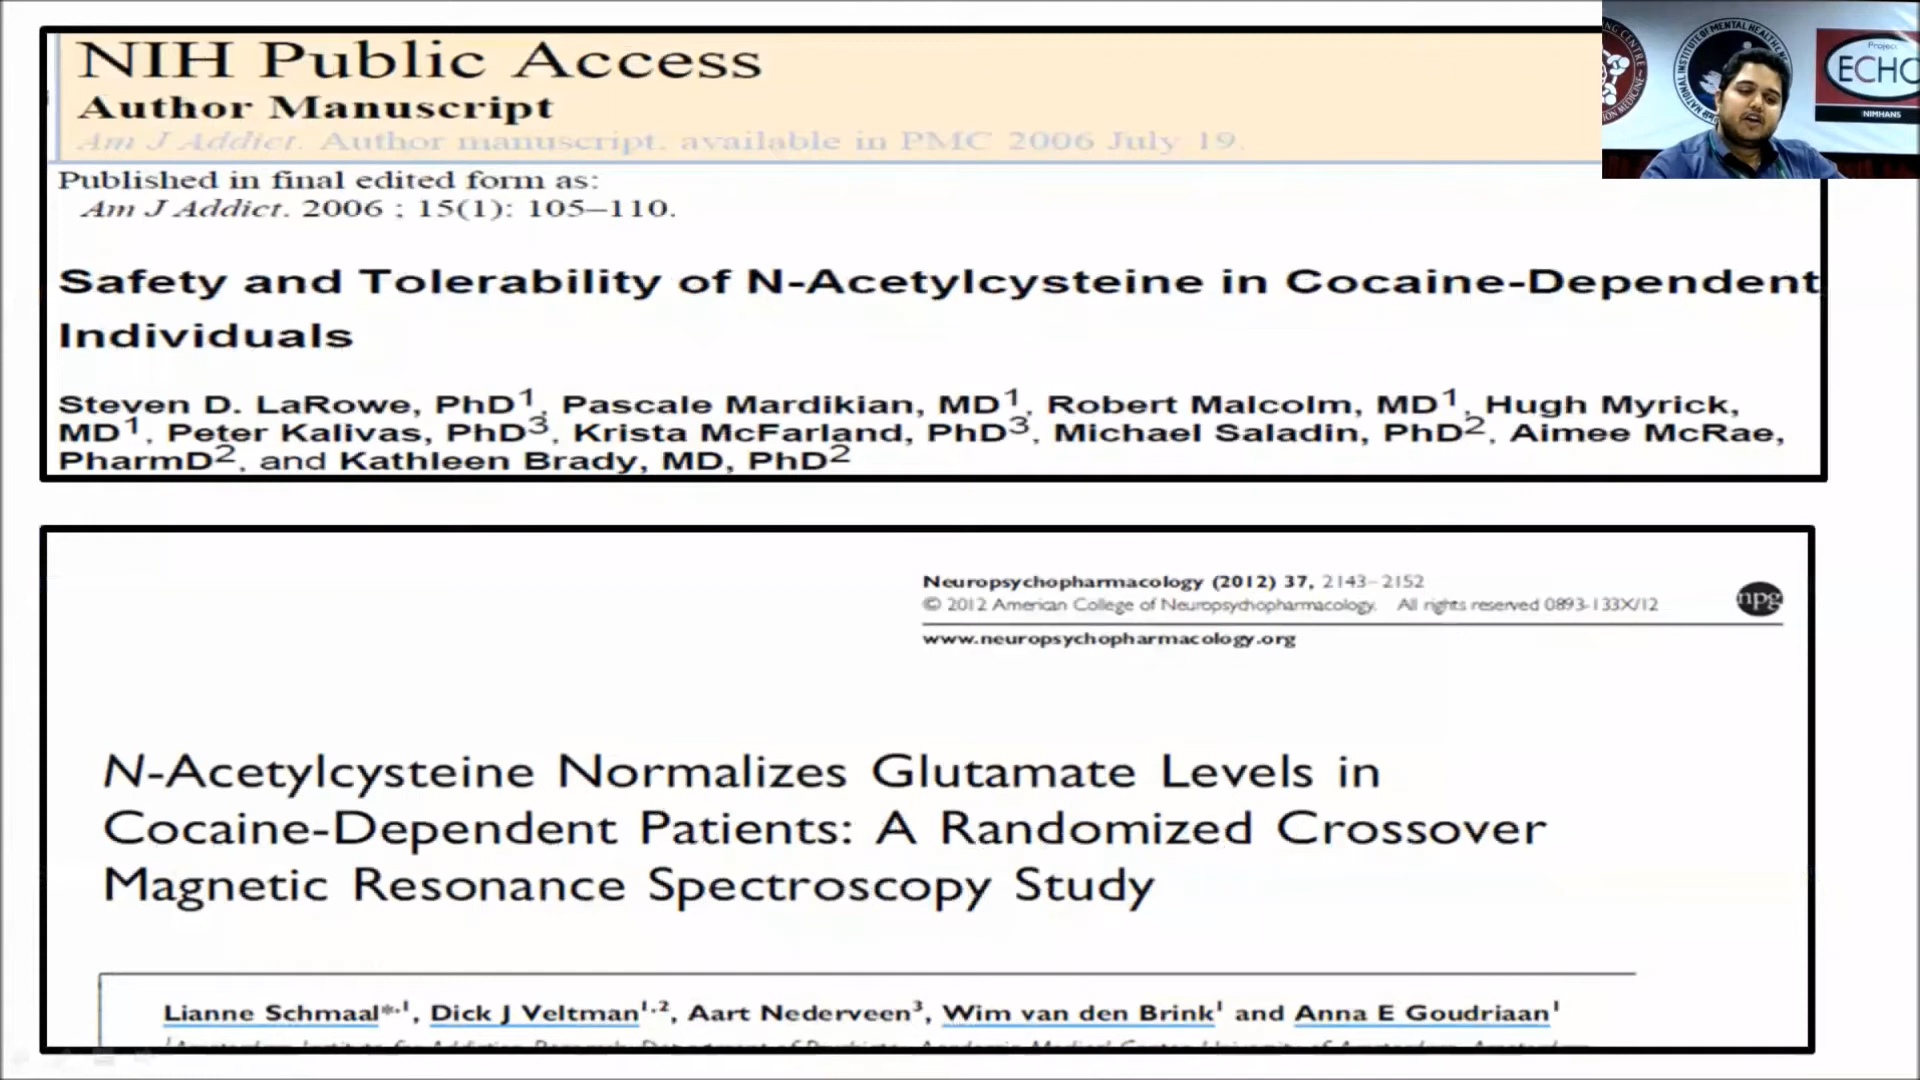 NIH Public Access
Author Manuscript
Am J Addict. Author manuscript. available in PMC 2006 July 19.
Published in final edited form as:
Am J Addict. 2006 ; 15(1): 105–110.
Safety and Tolerability of N-Acetylcysteine in Cocaine-Dependent
Individuals
Steven D. LaRowe, PhD1, Pascale Mardikian, MD1, Robert Malcolm, MD1, Hugh Myrick,
MD1, Peter Kalivas, PhD3, Krista McFarland, PhD3, Michael Saladin, PhD2, Aimee McRae,
PharmD2, and Kathleen Brady, MD, PhD2
Project
ECHO
NIMHANS
NATIONAL INSTITUTE OF MENTAL HEALTH
Neuropsychopharmacology (2012) 37, 2143–2152
© 2012 American College of Neuropsychopharmacology. All rights reserved 0893-133X/12
npg
www.neuropsychopharmacology.org
N-Acetylcysteine Normalizes Glutamate Levels in
Cocaine-Dependent Patients: A Randomized Crossover
Magnetic Resonance Spectroscopy Study
Lianne Schmaal*,1, Dick J Veltman1,2, Aart Nederveen3, Wim van den Brink1 and Anna E Goudriaan1